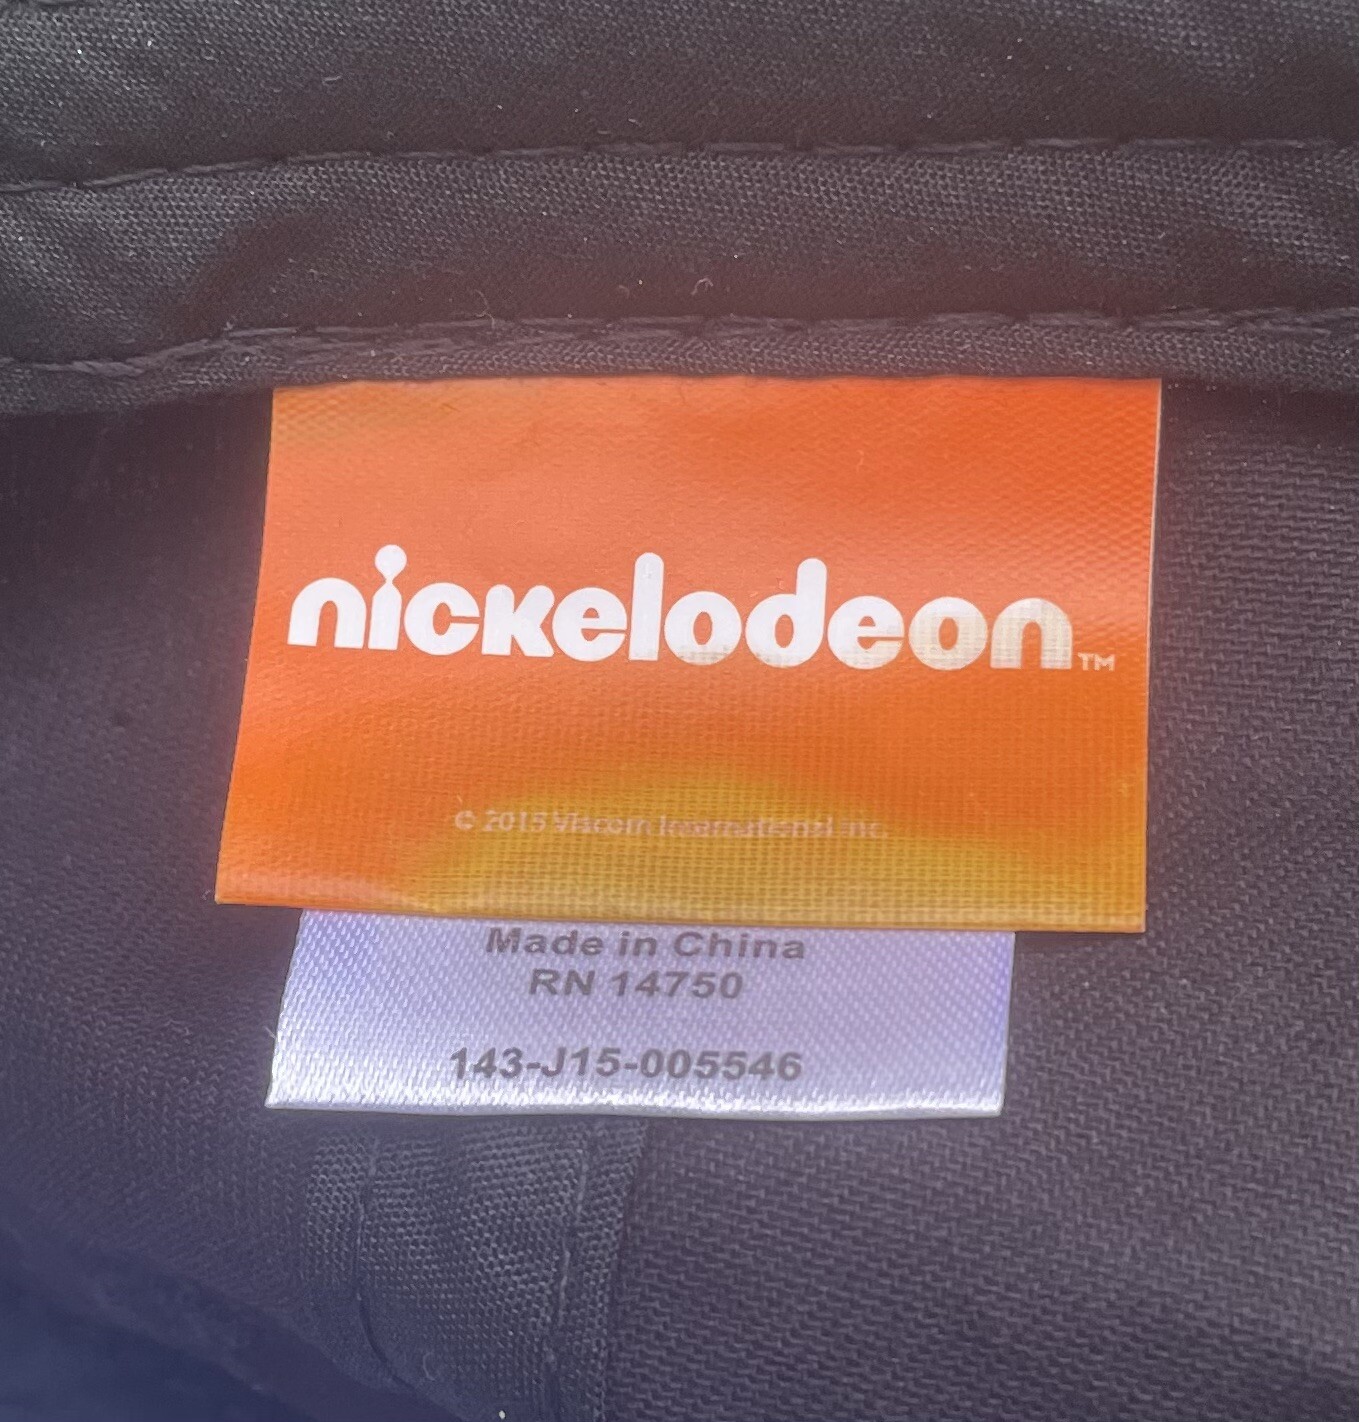 nickelodeon™
© 2015 Viacom International Inc.
Made in China
RN 14750
143-J15-005546